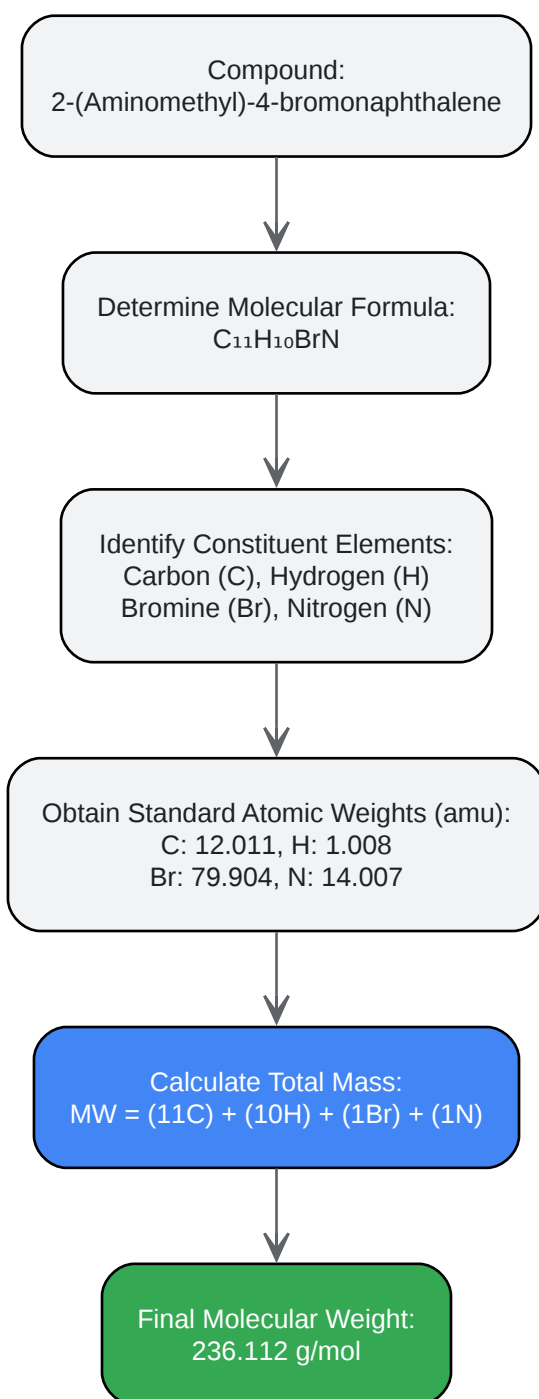 Compound:
2-(Aminomethyl)-4-bromonaphthalene
Determine Molecular Formula:
C₁₁H₁₀BrN
Identify Constituent Elements:
Carbon (C), Hydrogen (H)
Bromine (Br), Nitrogen (N)
Obtain Standard Atomic Weights (amu):
C: 12.011, H: 1.008
Br: 79.904, N: 14.007
Calculate Total Mass:
MW = (11C) + (10H) + (1Br) + (1N)
Final Molecular Weight:
236.112 g/mol